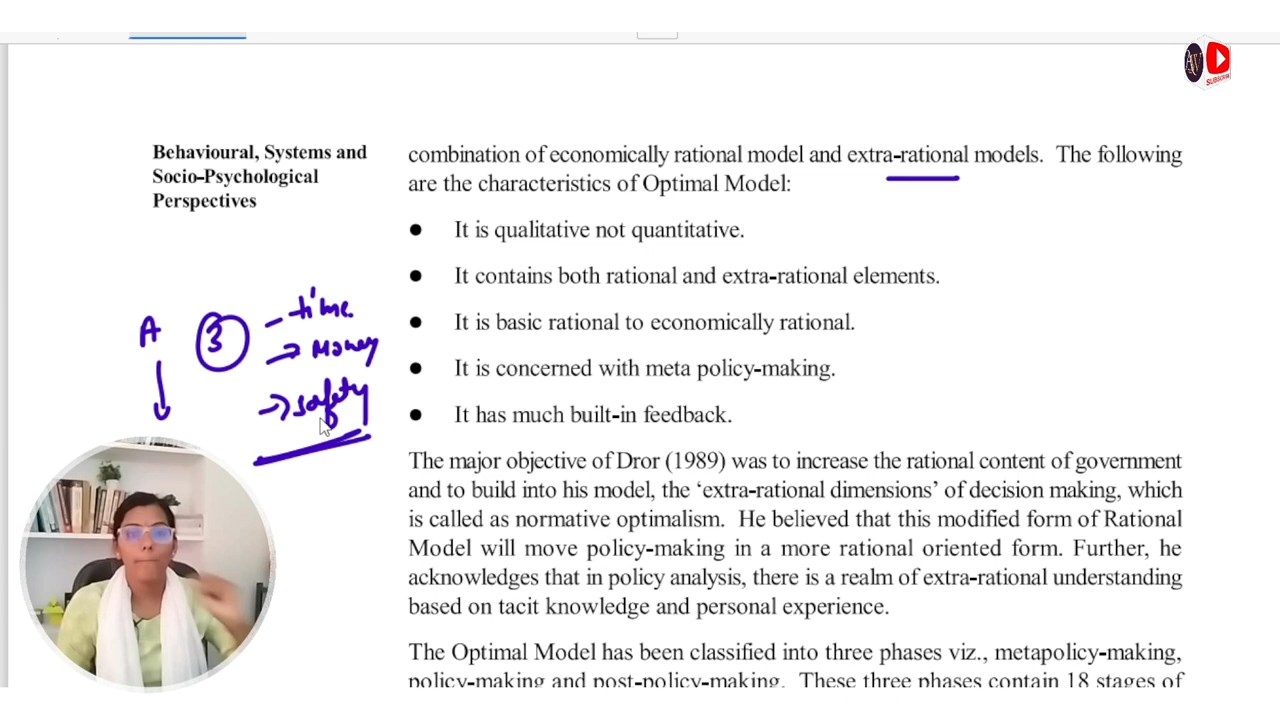 SUBSCRIBE
Behavioural, Systems and
Socio-Psychological
Perspectives
combination of economically rational model and extra-rational models. The following
are the characteristics of Optimal Model:
● It is qualitative not quantitative.
● It contains both rational and extra-rational elements.
● It is basic rational to economically rational.
● It is concerned with meta policy-making.
● It has much built-in feedback.
A 3 - time
→ Money
→ safety
The major objective of Dror (1989) was to increase the rational content of government
and to build into his model, the ‘extra-rational dimensions’ of decision making, which
is called as normative optimalism. He believed that this modified form of Rational
Model will move policy-making in a more rational oriented form. Further, he
acknowledges that in policy analysis, there is a realm of extra-rational understanding
based on tacit knowledge and personal experience.
The Optimal Model has been classified into three phases viz., metapolicy-making,
policy-making and post-policy-making. These three phases contain 18 stages of